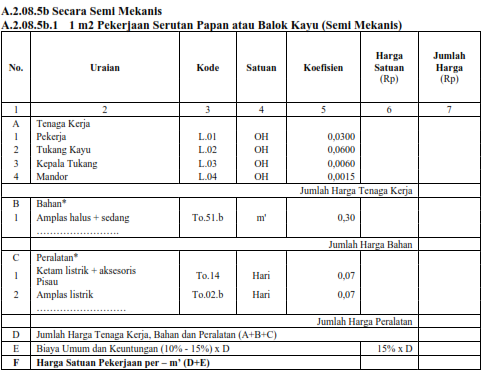 A.2.08.5b Secara Semi Mekanis
A.2.08.5b.1 1 m2 Pekerjaan Serutan Papan atau Balok Kayu (Semi Mekanis)
No. Uraian Kode Satuan Koefisien Harga Satuan (Rp) Jumlah Harga (Rp)
1 2 3 4 5 6 7
A Tenaga Kerja
1 Pekerja L.01 OH 0,0300
2 Tukang Kayu L.02 OH 0,0600
3 Kepala Tukang L.03 OH 0,0060
4 Mandor L.04 OH 0,0015
Jumlah Harga Tenaga Kerja
B Bahan*
1 Amplas halus + sedang To.51.b m' 0,30
……………………..
Jumlah Harga Bahan
C Peralatan*
1 Ketam listrik + aksesoris Pisau To.14 Hari 0,07
2 Amplas listrik To.02.b Hari 0,07
………………………
Jumlah Harga Peralatan
D Jumlah Harga Tenaga Kerja, Bahan dan Peralatan (A+B+C)
E Biaya Umum dan Keuntungan (10% - 15%) x D 15% x D
F Harga Satuan Pekerjaan per – m' (D+E)